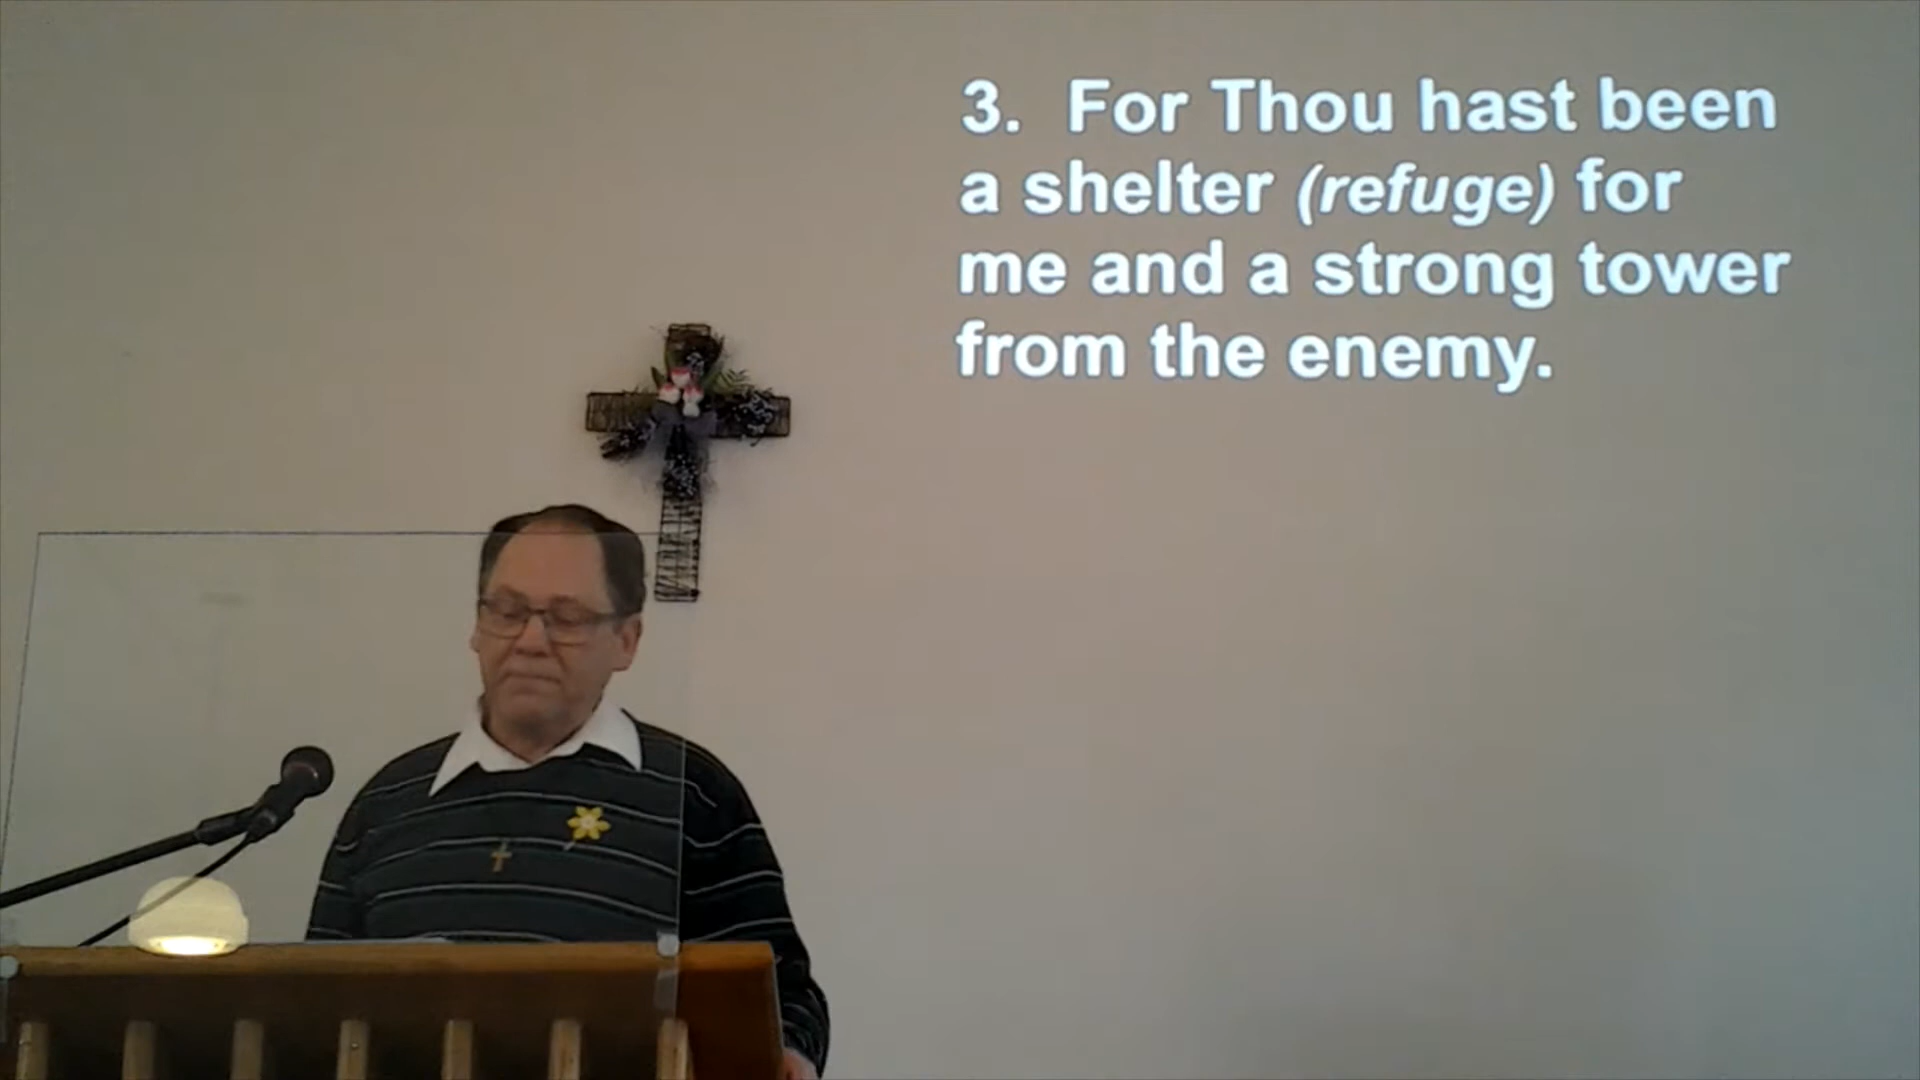 3. For Thou hast been
a shelter (refuge) for
me and a strong tower
from the enemy.